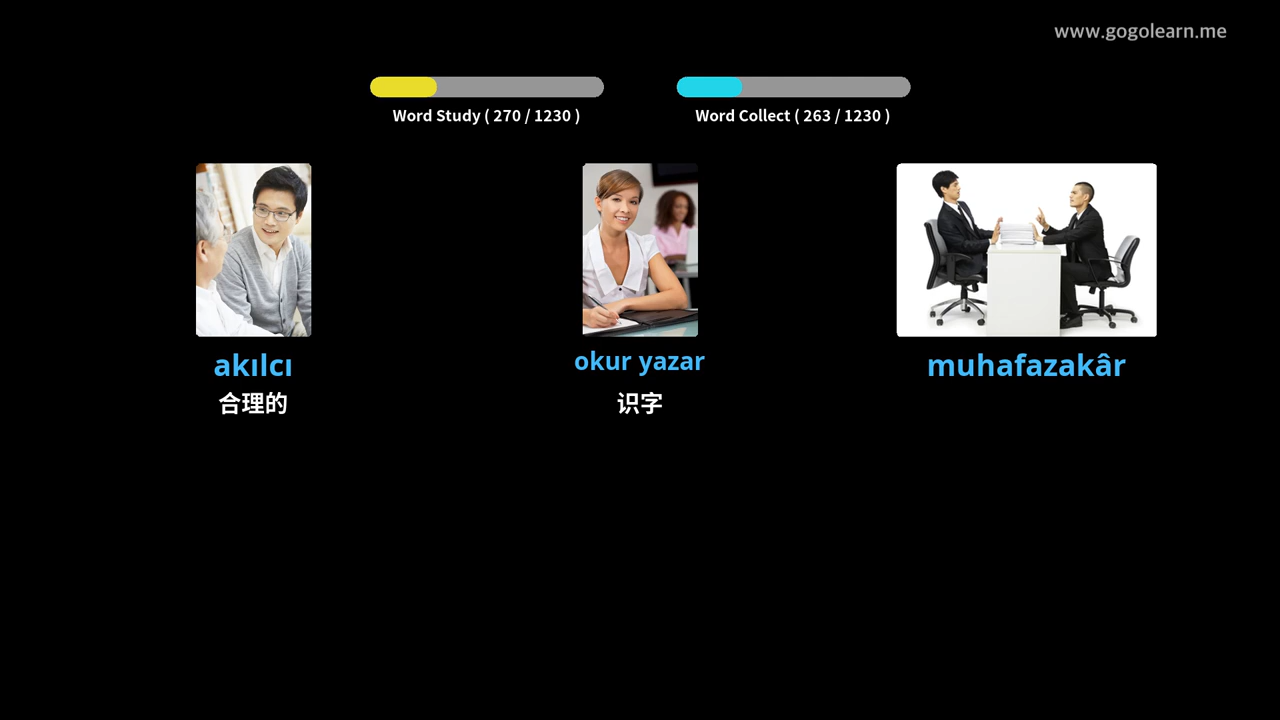 www.gogolearn.me
Word Study ( 270 / 1230 )
Word Collect ( 263 / 1230 )
akılcı
合理的
okur yazar
识字
muhafazakâr